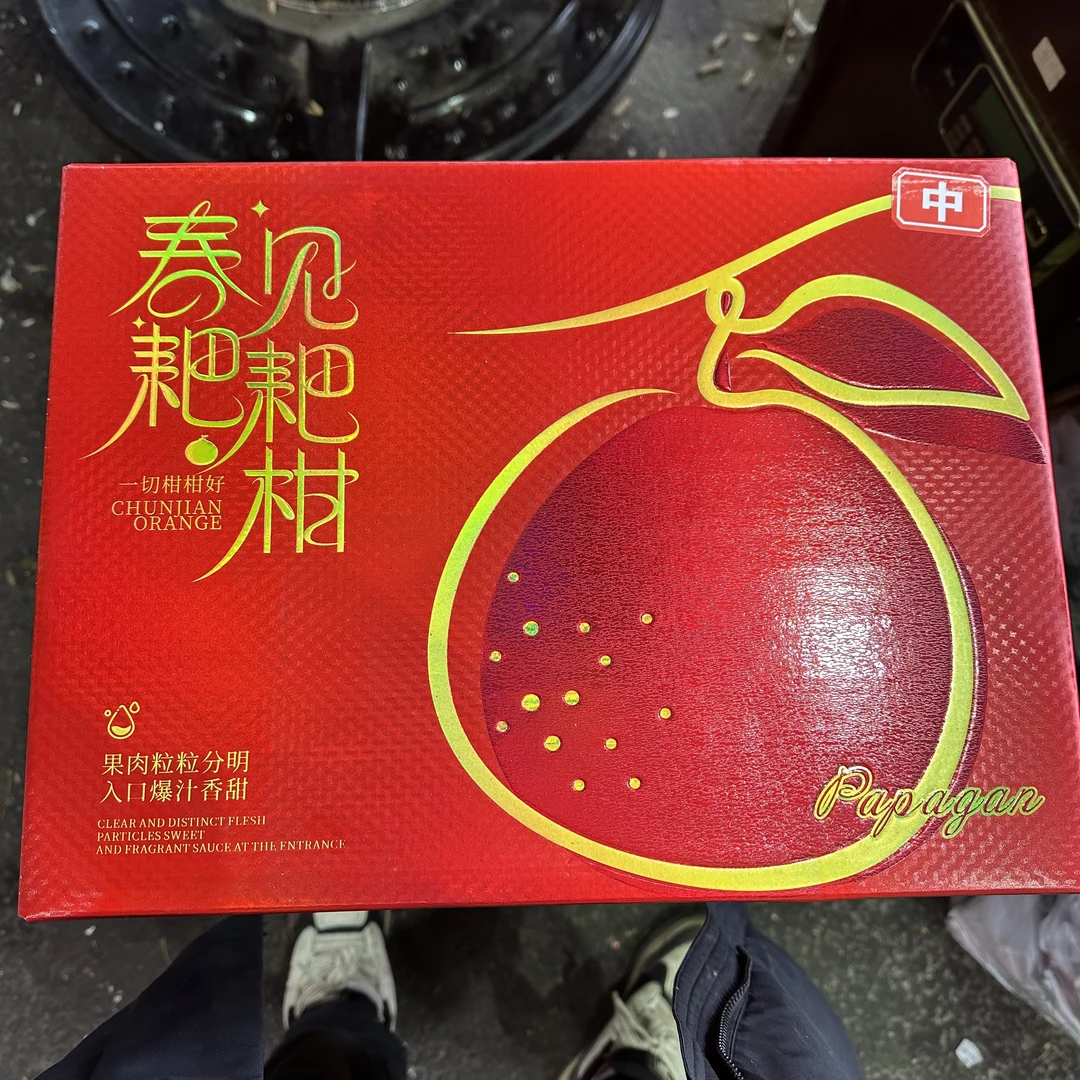 中
春见
耙耙
柑
一切柑柑好
CHUNJIAN
ORANGE
果肉粒粒分明
入口爆汁香甜
CLEAR AND DISTINCT FLESH
PARTICLES SWEET
AND FRAGRANT SAUCE AT THE ENTRANCE
Papagan